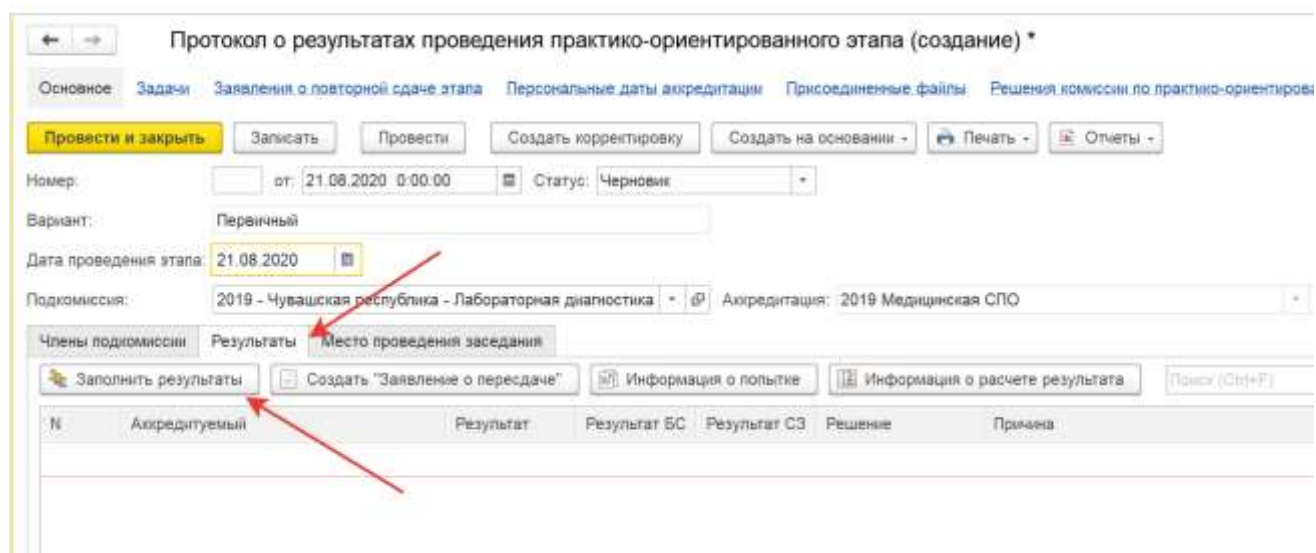 Протокол о результатах проведения практико-ориентированного этапа (создание) *
Основное Задачи Заявления о повторной сдаче этапа Персональные даты аккредитации Присоединенные файлы Решения комиссии по практико-ориентирова
Провести и закрыть Записать Провести Создать корректировку Создать на основании Печать Отчеты
Номер: от: 21.08.2020 0:00:00 Статус: Черновик
Вариант: Первичный
Дата проведения этапа: 21.08.2020
Подкомиссия: 2019 - Чувашская республика - Лабораторная диагностика Аккредитация: 2019 Медицинская СПО
Члены подкомиссии Результаты Место проведения заседания
Заполнить результаты Создать "Заявление о пересдаче" Информация о попытке Информация о расчете результата Поиск (Ctrl+F)
N Аккредитуемый Результат Результат БС Результат СЗ Решение Причина